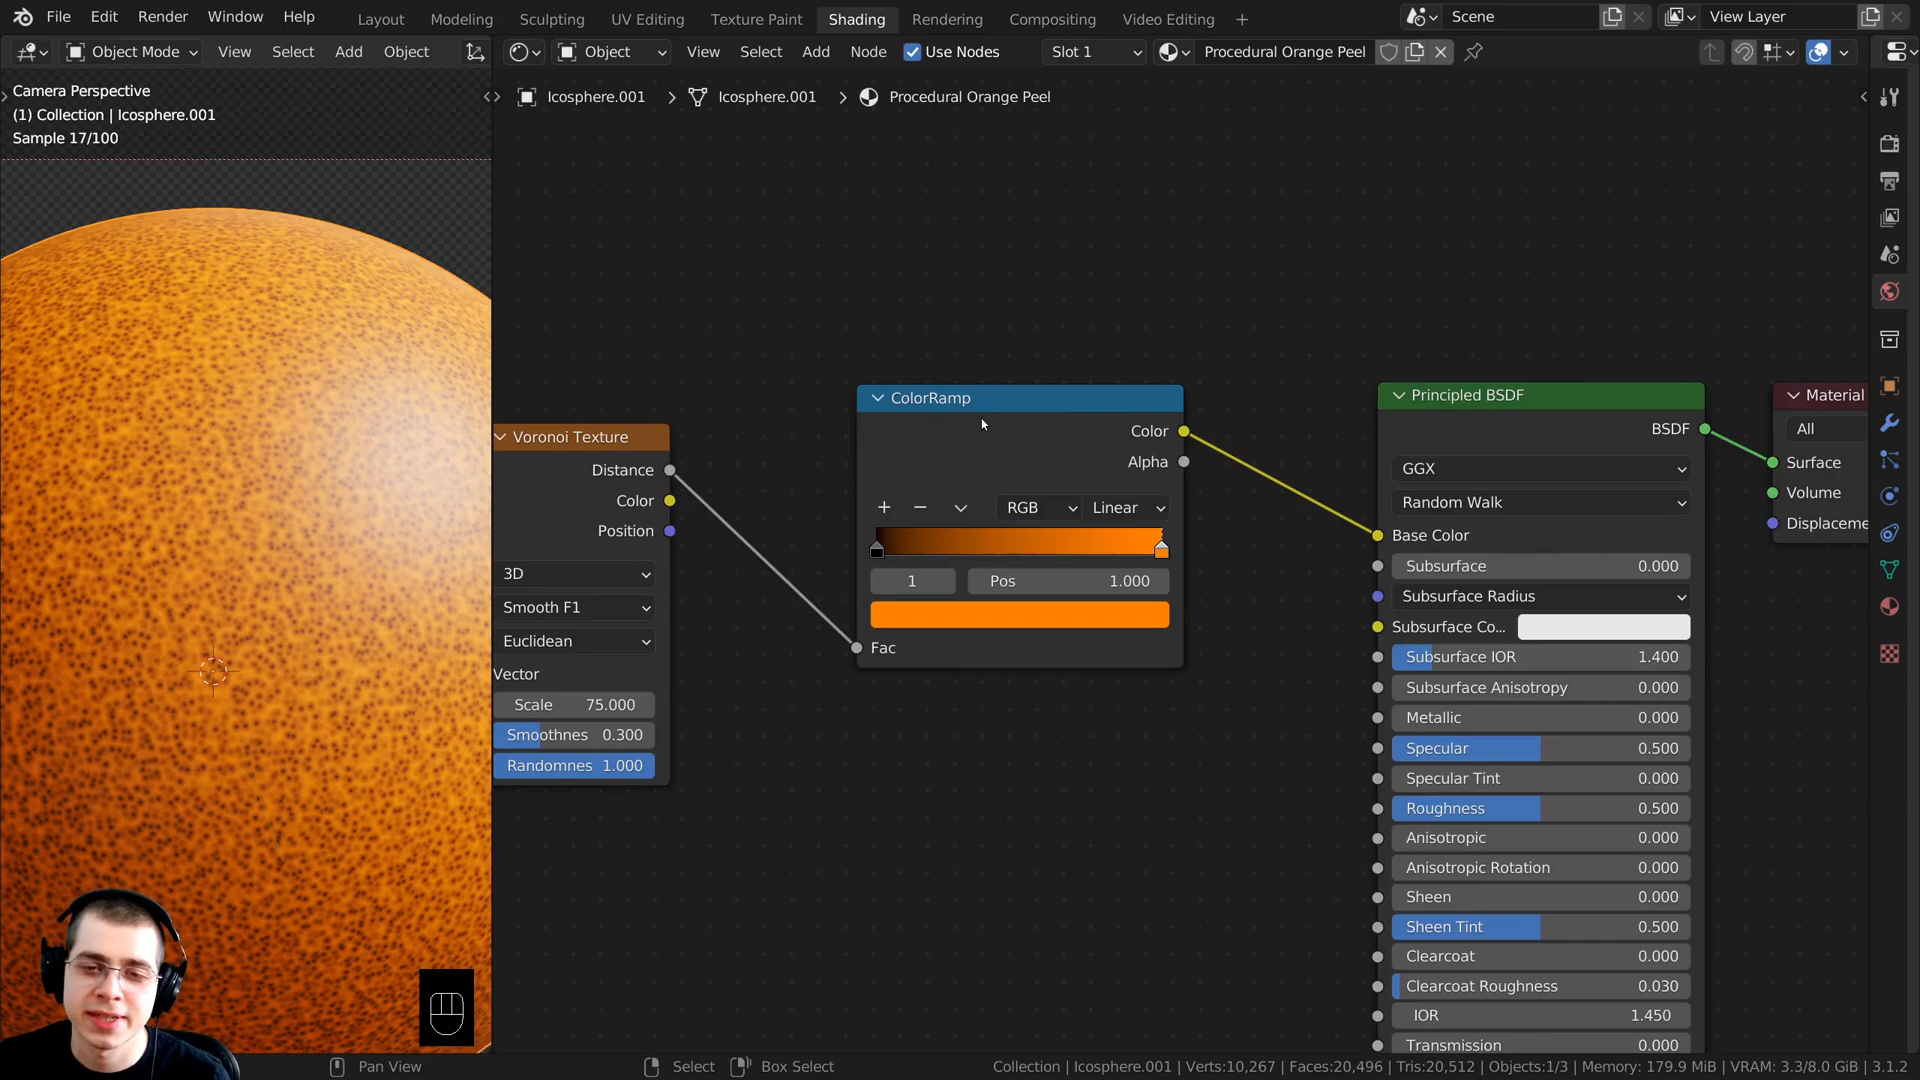 File Edit Render Window Help Layout Modeling Sculpting UV Editing Texture Paint Shading Rendering Compositing Video Editing + Scene View Layer
Object Mode View Select Add Object Object View Select Add Node Use Nodes Slot 1 Procedural Orange Peel
Camera Perspective
(1) Collection | Icosphere.001
Sample 17/100
Icosphere.001 > Icosphere.001 > Procedural Orange Peel
Voronoi Texture
Distance
Color
Position
3D
Smooth F1
Euclidean
Vector
Scale 75.000
Smoothnes 0.300
Randomnes 1.000
ColorRamp
Color
Alpha
+ − RGB Linear
1 Pos 1.000
Fac
Principled BSDF
BSDF
GGX
Random Walk
Base Color
Subsurface 0.000
Subsurface Radius
Subsurface Co...
Subsurface IOR 1.400
Subsurface Anisotropy 0.000
Metallic 0.000
Specular 0.500
Specular Tint 0.000
Roughness 0.500
Anisotropic 0.000
Anisotropic Rotation 0.000
Sheen 0.000
Sheen Tint 0.500
Clearcoat 0.000
Clearcoat Roughness 0.030
IOR 1.450
Transmission 0.000
Material
All
Surface
Volume
Displaceme
Pan View Select Box Select Collection | Icosphere.001 | Verts:10,267 | Faces:20,496 | Tris:20,512 | Objects:1/3 | Memory: 179.9 MiB | VRAM: 3.3/8.0 GiB | 3.1.2